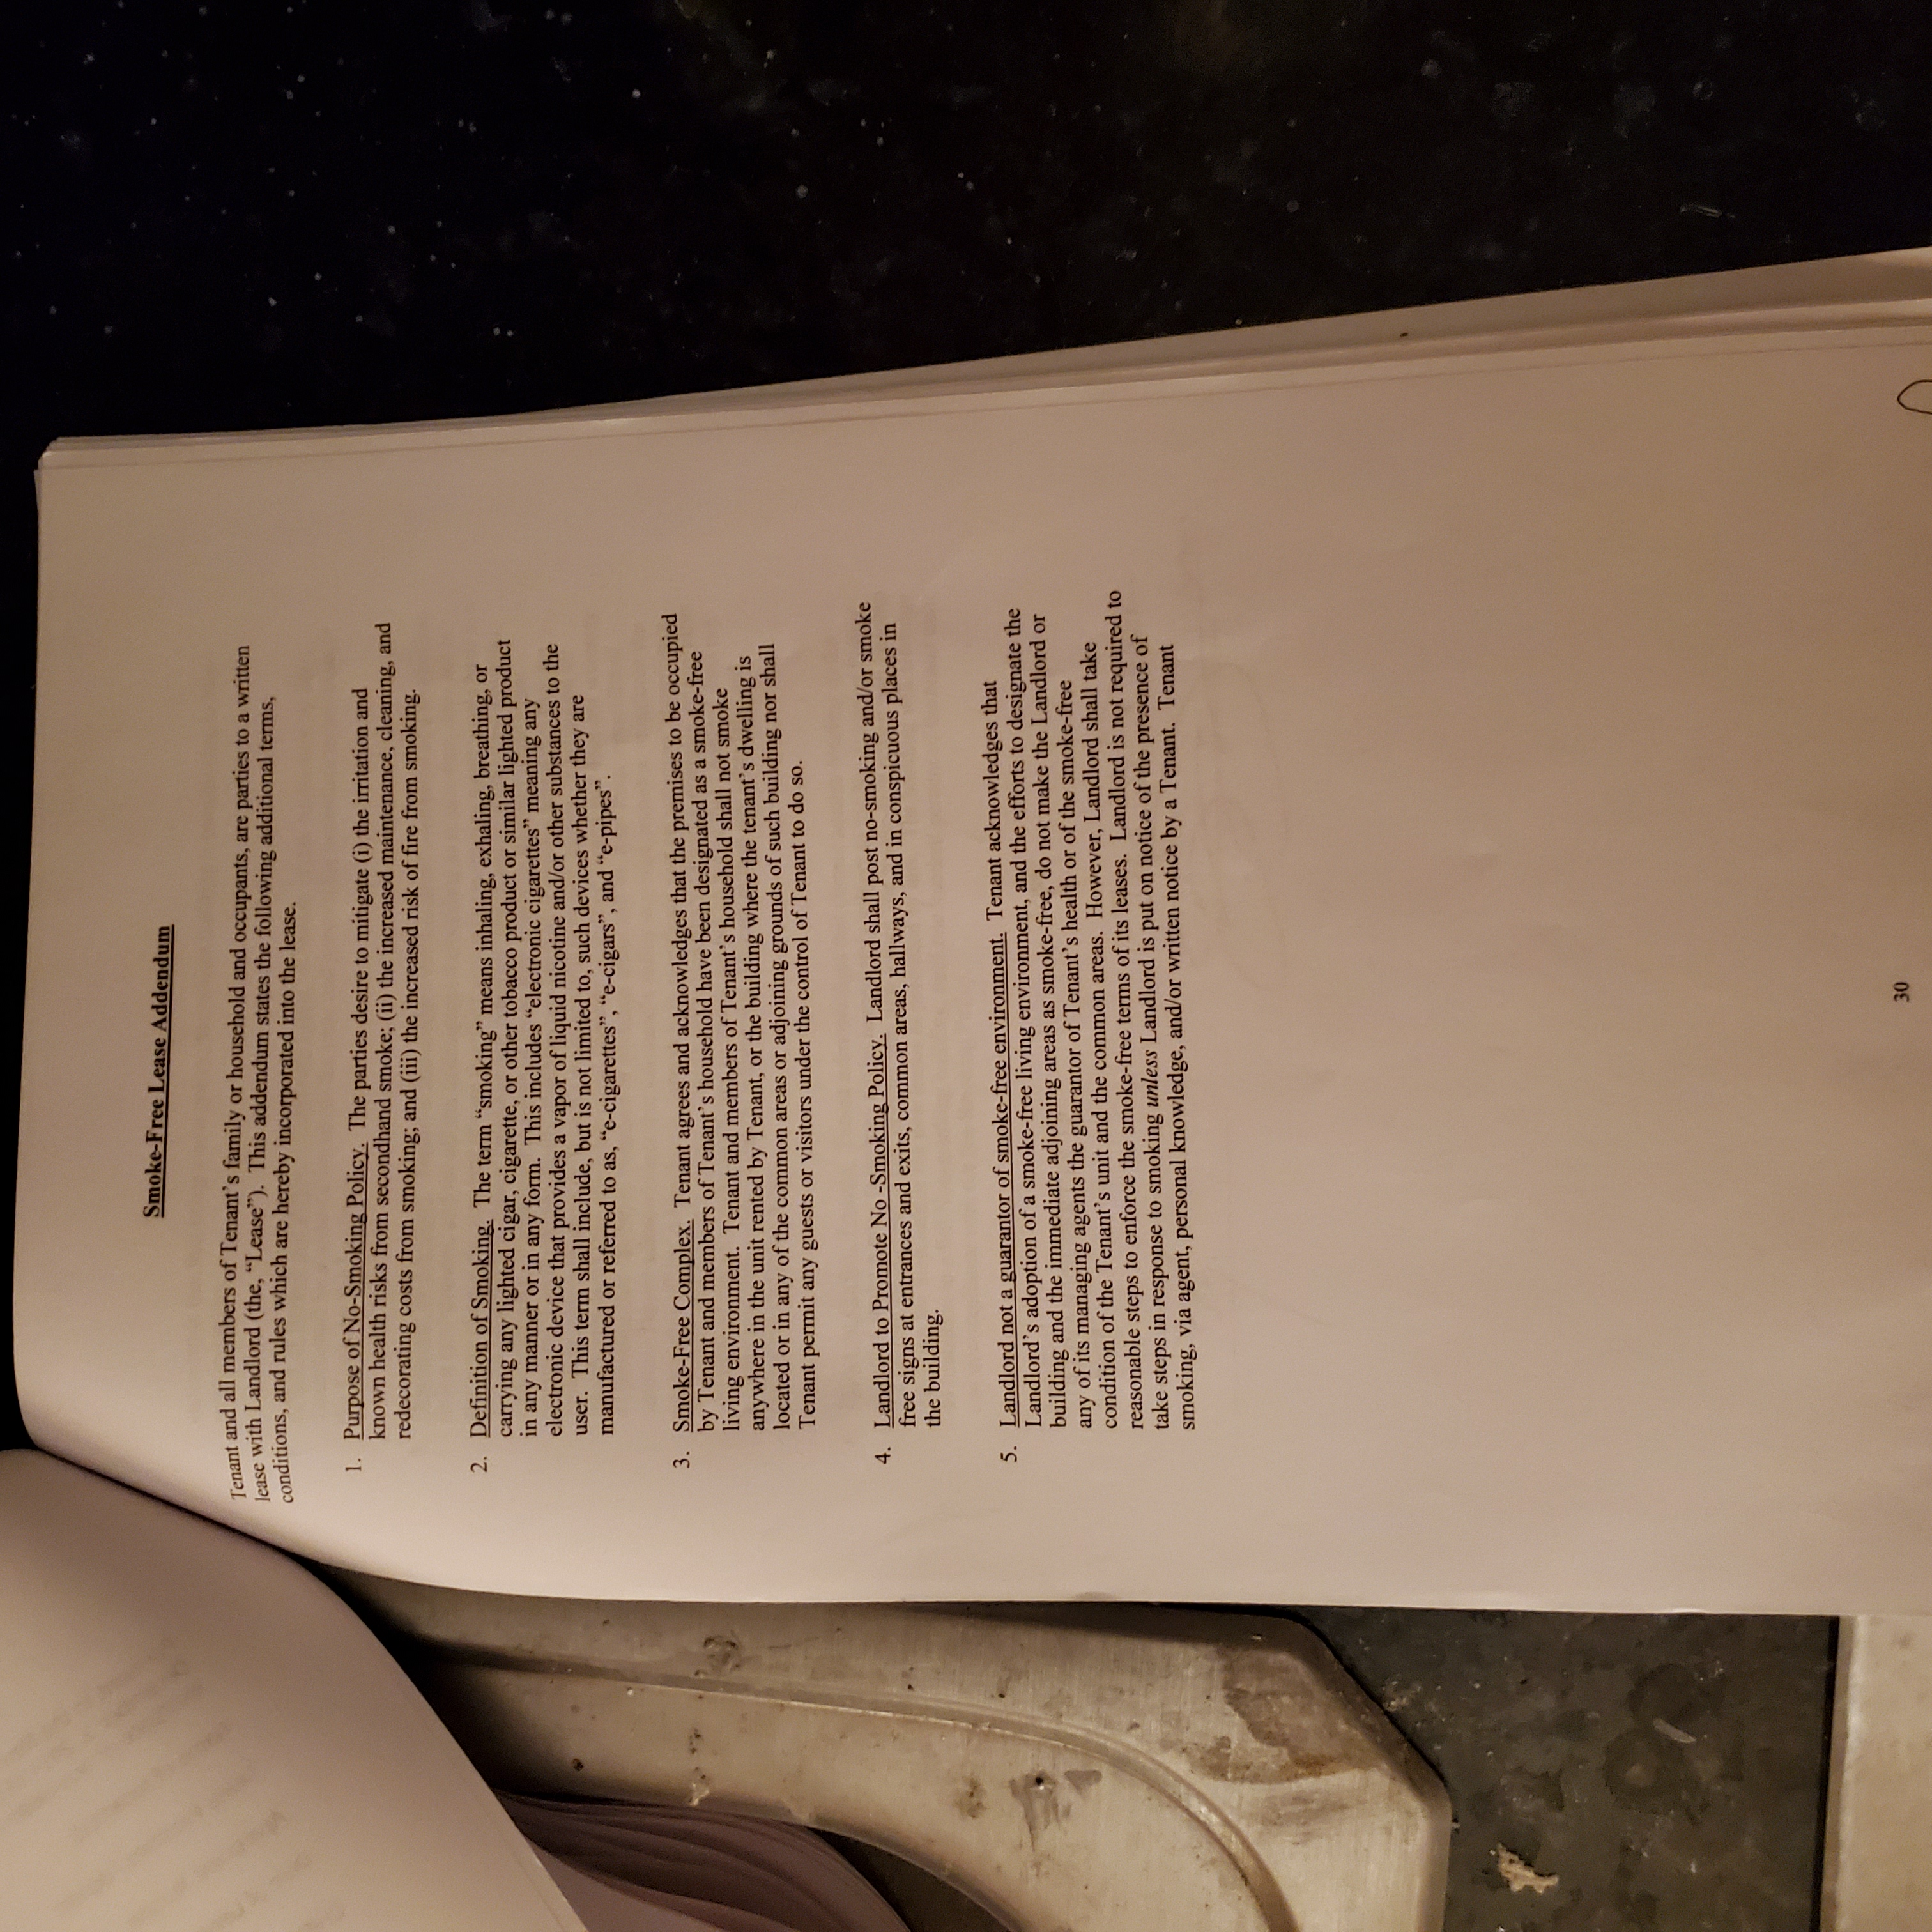 Smoke-Free Lease Addendum
Tenant and all members of Tenant's family or household and occupants, are parties to a written
lease with Landlord (the, “Lease”). This addendum states the following additional terms,
conditions, and rules which are hereby incorporated into the lease.
1. Purpose of No-Smoking Policy. The parties desire to mitigate (i) the irritation and
known health risks from secondhand smoke; (ii) the increased maintenance, cleaning, and
redecorating costs from smoking; and (iii) the increased risk of fire from smoking.
2. Definition of Smoking. The term “smoking” means inhaling, exhaling, breathing, or
carrying any lighted cigar, cigarette, or other tobacco product or similar lighted product
in any manner or in any form. This includes “electronic cigarettes” meaning any
electronic device that provides a vapor of liquid nicotine and/or other substances to the
user. This term shall include, but is not limited to, such devices whether they are
manufactured or referred to as, “e-cigarettes”, “e-cigars”, and “e-pipes”.
3. Smoke-Free Complex. Tenant agrees and acknowledges that the premises to be occupied
by Tenant and members of Tenant's household have been designated as a smoke-free
living environment. Tenant and members of Tenant's household shall not smoke
anywhere in the unit rented by Tenant, or the building where the tenant's dwelling is
located or in any of the common areas or adjoining grounds of such building nor shall
Tenant permit any guests or visitors under the control of Tenant to do so.
4. Landlord to Promote No -Smoking Policy. Landlord shall post no-smoking and/or smoke
free signs at entrances and exits, common areas, hallways, and in conspicuous places in
the building.
5. Landlord not a guarantor of smoke-free environment. Tenant acknowledges that
Landlord's adoption of a smoke-free living environment, and the efforts to designate the
building and the immediate adjoining areas as smoke-free, do not make the Landlord or
any of its managing agents the guarantor of Tenant's health or of the smoke-free
condition of the Tenant's unit and the common areas. However, Landlord shall take
reasonable steps to enforce the smoke-free terms of its leases. Landlord is not required to
take steps in response to smoking unless Landlord is put on notice of the presence of
smoking, via agent, personal knowledge, and/or written notice by a Tenant. Tenant
30